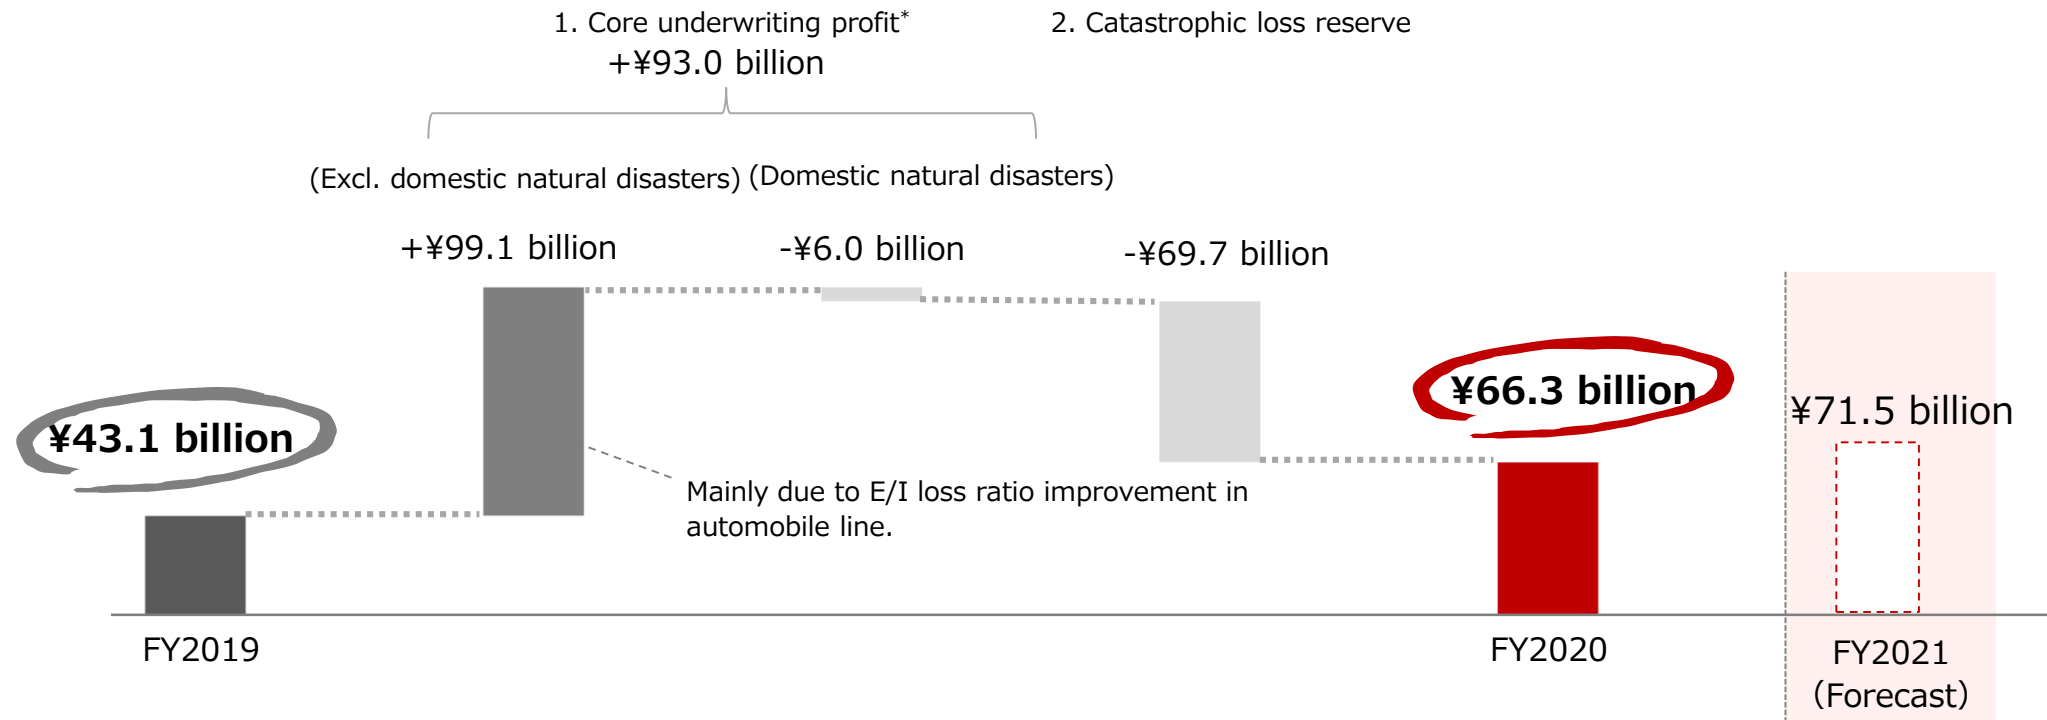 1. Core underwriting profit*
+¥93.0 billion
2. Catastrophic loss reserve
(Excl. domestic natural disasters)
(Domestic natural disasters)
+¥99.1 billion
-¥6.0 billion
-¥69.7 billion
¥43.1 billion
¥66.3 billion
¥71.5 billion
Mainly due to E/I loss ratio improvement in
automobile line.
FY2019
FY2020
FY2021
(Forecast)